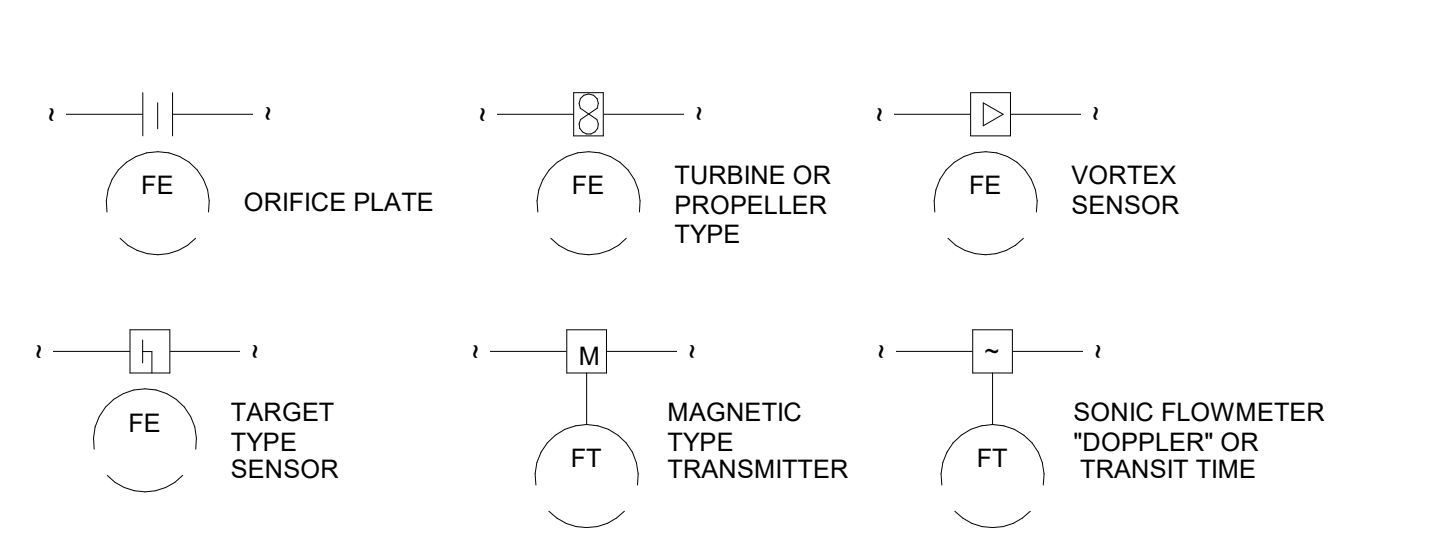 FE
ORIFICE PLATE
FE
TURBINE OR
PROPELLER
TYPE
FE
VORTEX
SENSOR
FE
TARGET
TYPE
SENSOR
M
FT
MAGNETIC
TYPE
TRANSMITTER
~
FT
SONIC FLOWMETER
"DOPPLER" OR
TRANSIT TIME